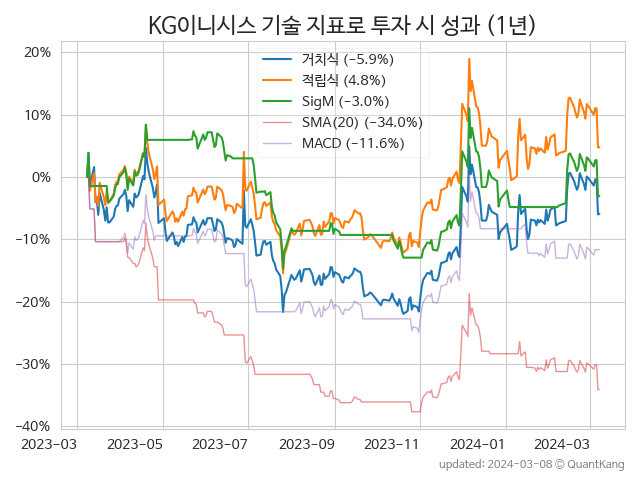 KG이니시스 기술 지표로 투자 시 성과 (1년)
거치식 (−5.9%)
적립식 (4.8%)
SigM (−3.0%)
SMA(20) (−34.0%)
MACD (−11.6%)
20%
10%
0%
−10%
−20%
−30%
−40%
2023−03 2023−05 2023−07 2023−09 2023−11 2024−01 2024−03
updated: 2024−03−08 © QuantKang